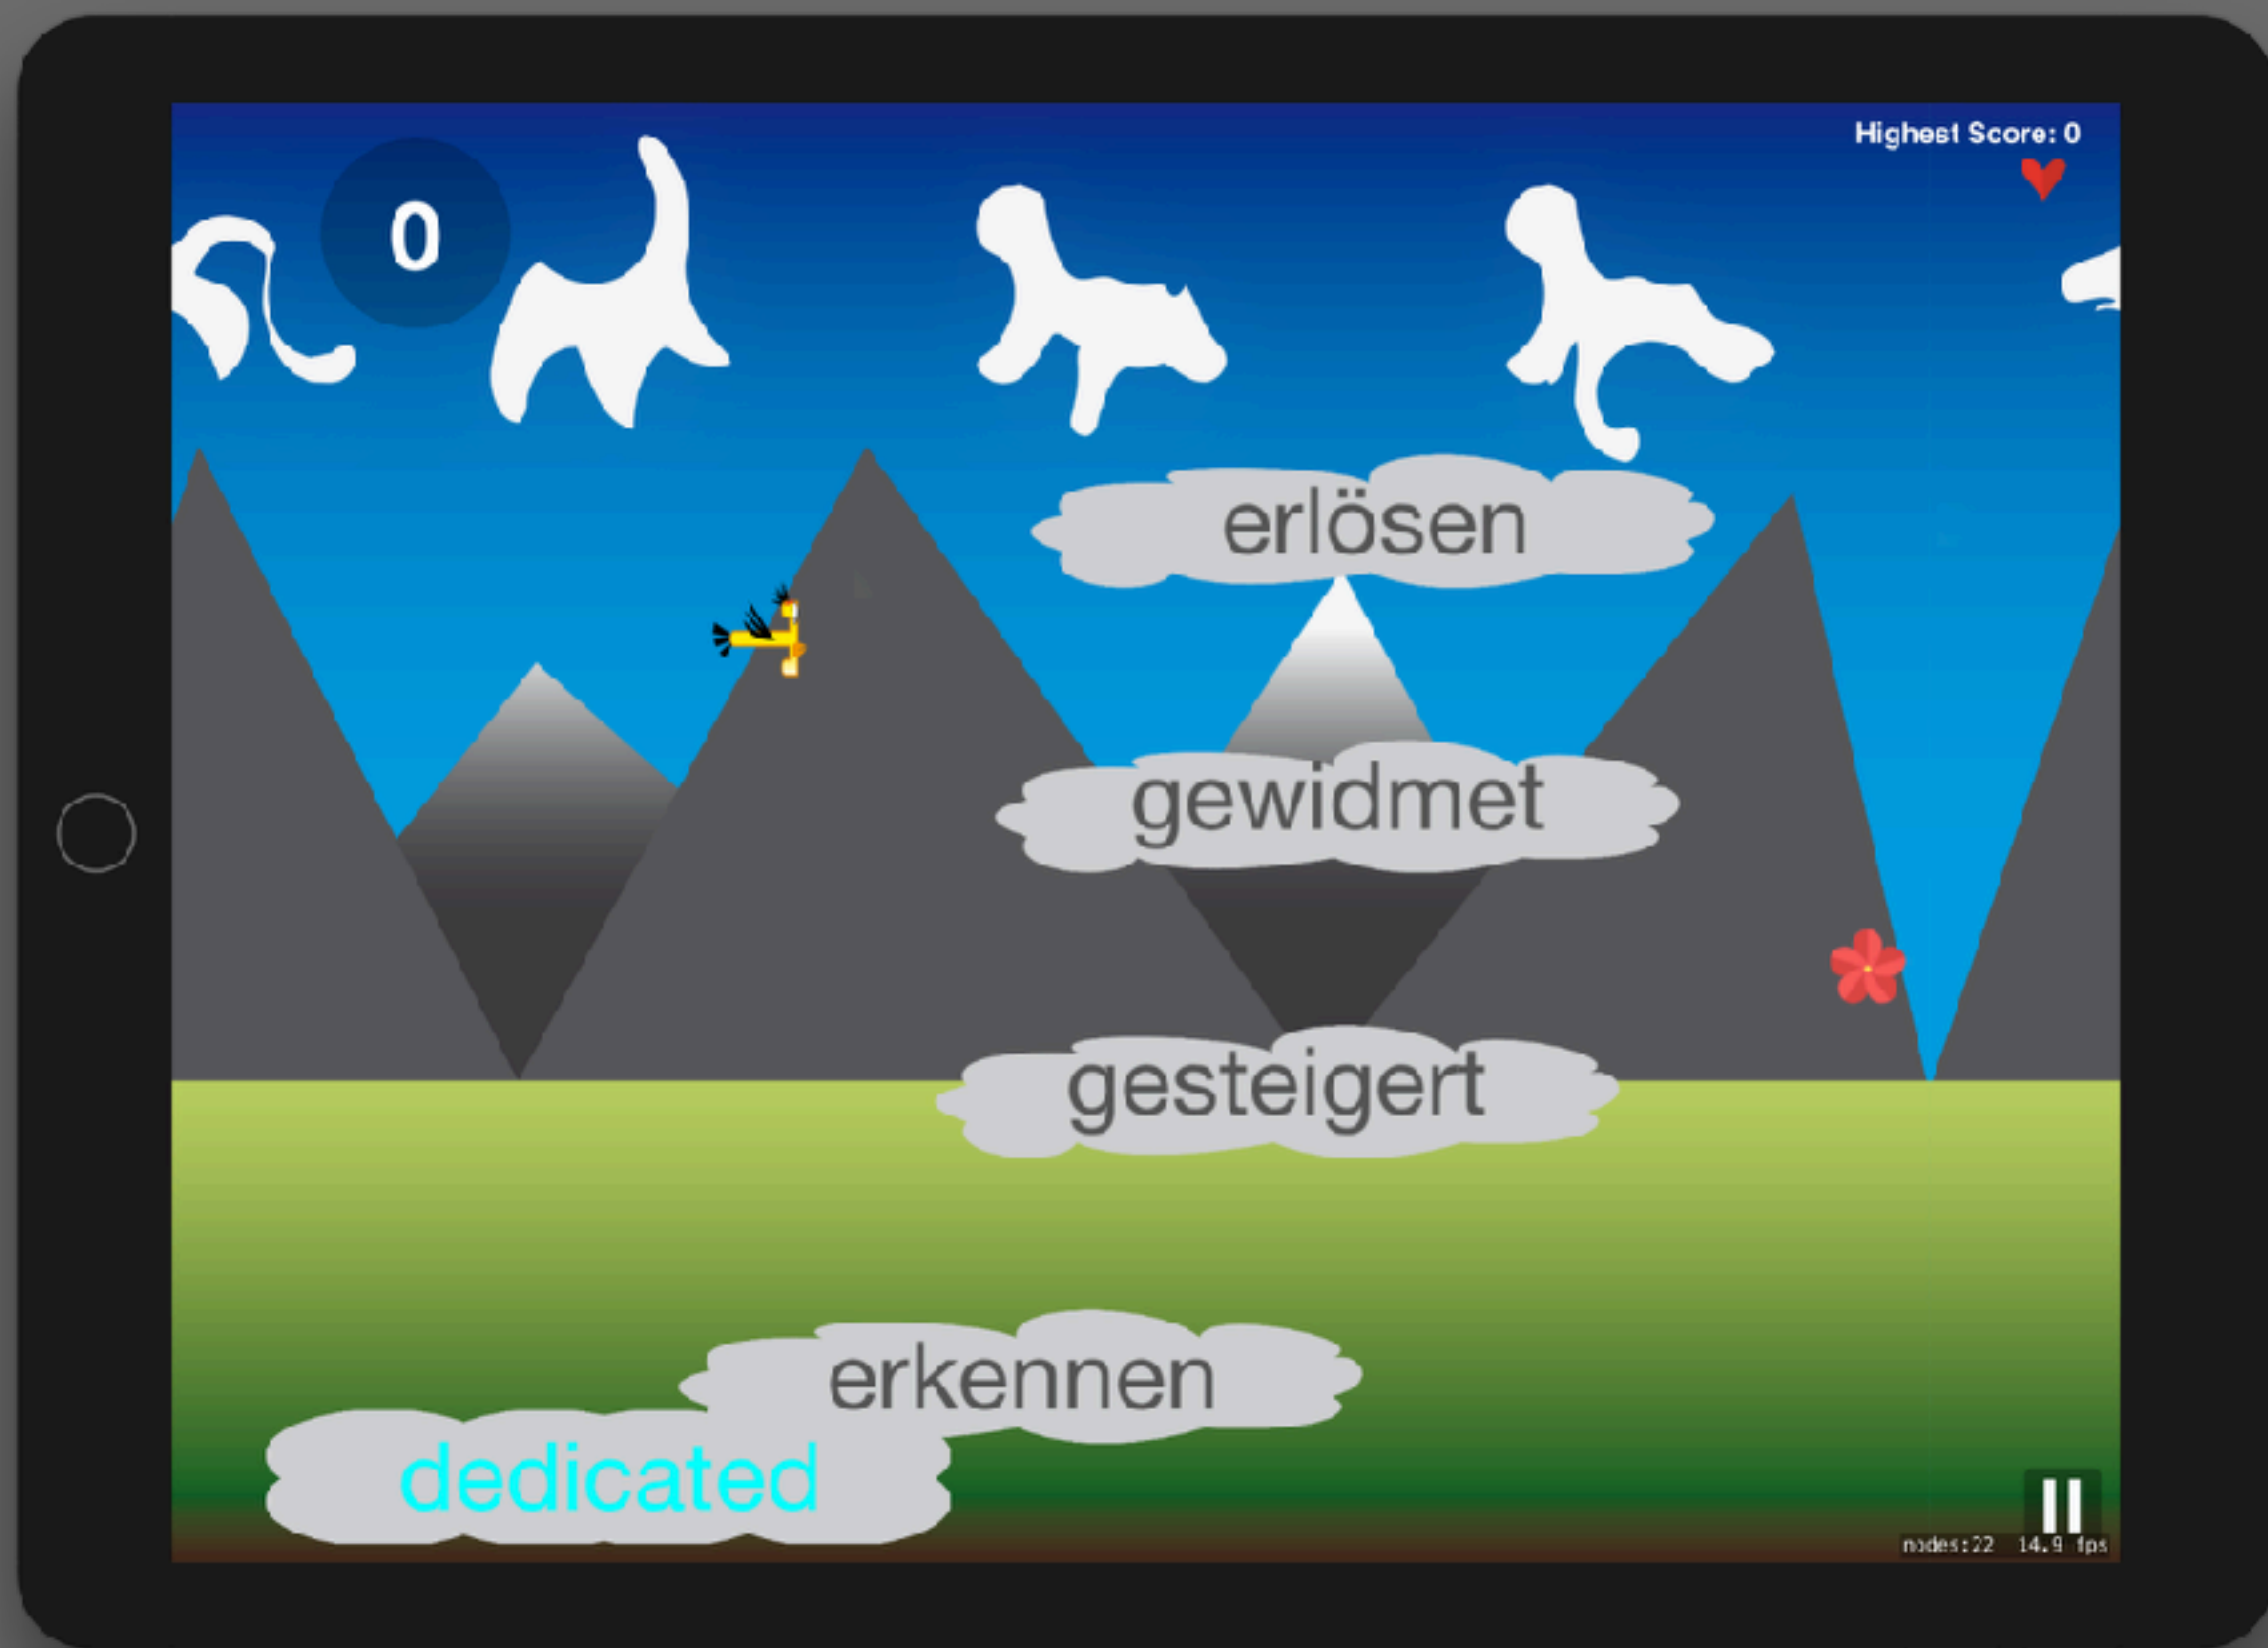 Highest Score: 0
0
erlösen
gewidmet
gesteigert
erkennen
dedicated
nodes:22 14.9 fps